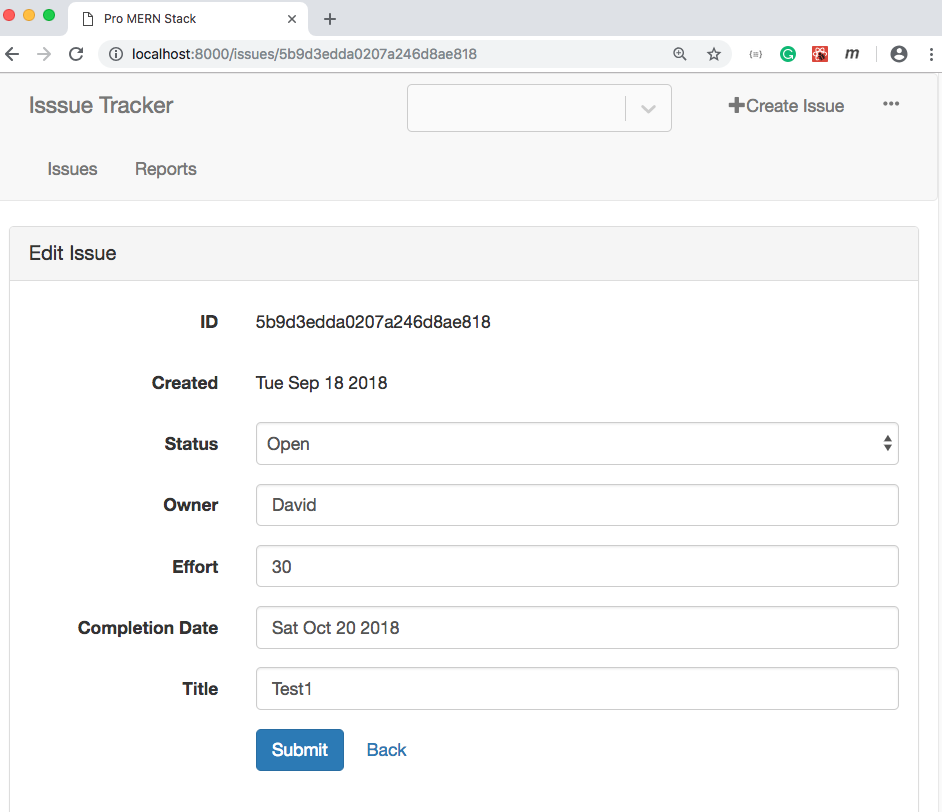 Pro MERN Stack
localhost:8000/issues/5b9d3edda0207a246d8ae818
m
Isssue Tracker
Create Issue
Issues Reports
Edit Issue
ID 5b9d3edda0207a246d8ae818
Created Tue Sep 18 2018
Status Open
Owner David
Effort 30
Completion Date Sat Oct 20 2018
Title Test1
Submit Back